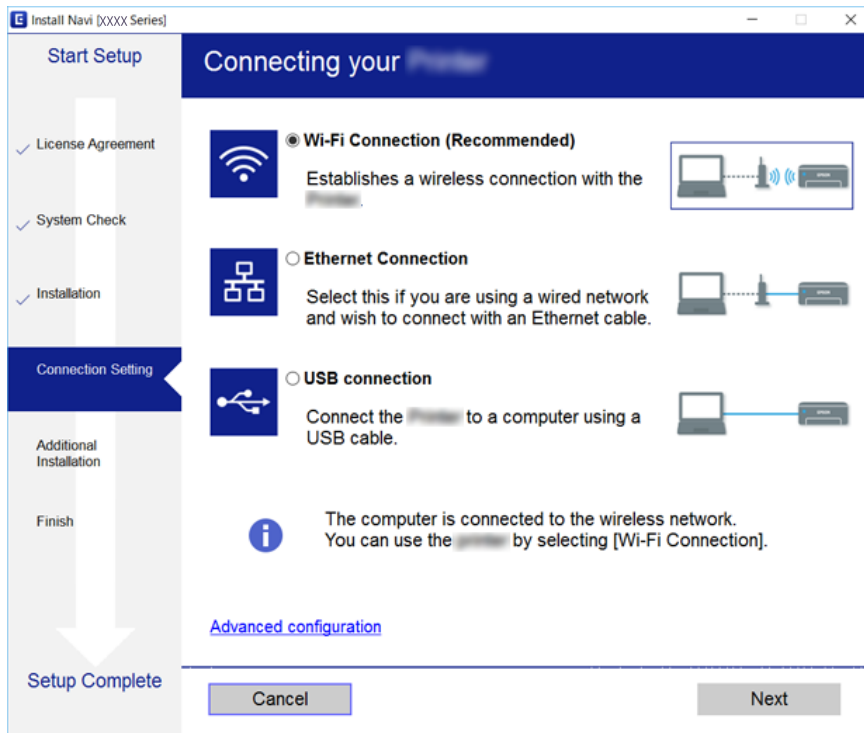 Install Navi [XXXX Series]
Start Setup
License Agreement
System Check
Installation
Connection Setting
Additional
Installation
Finish
Setup Complete
Connecting your Printer
Wi-Fi Connection (Recommended)
Establishes a wireless connection with the
Printer.
Ethernet Connection
Select this if you are using a wired network
and wish to connect with an Ethernet cable.
USB connection
Connect the Printer to a computer using a
USB cable.
The computer is connected to the wireless network.
You can use the printer by selecting [Wi-Fi Connection].
Advanced configuration
Cancel
Next